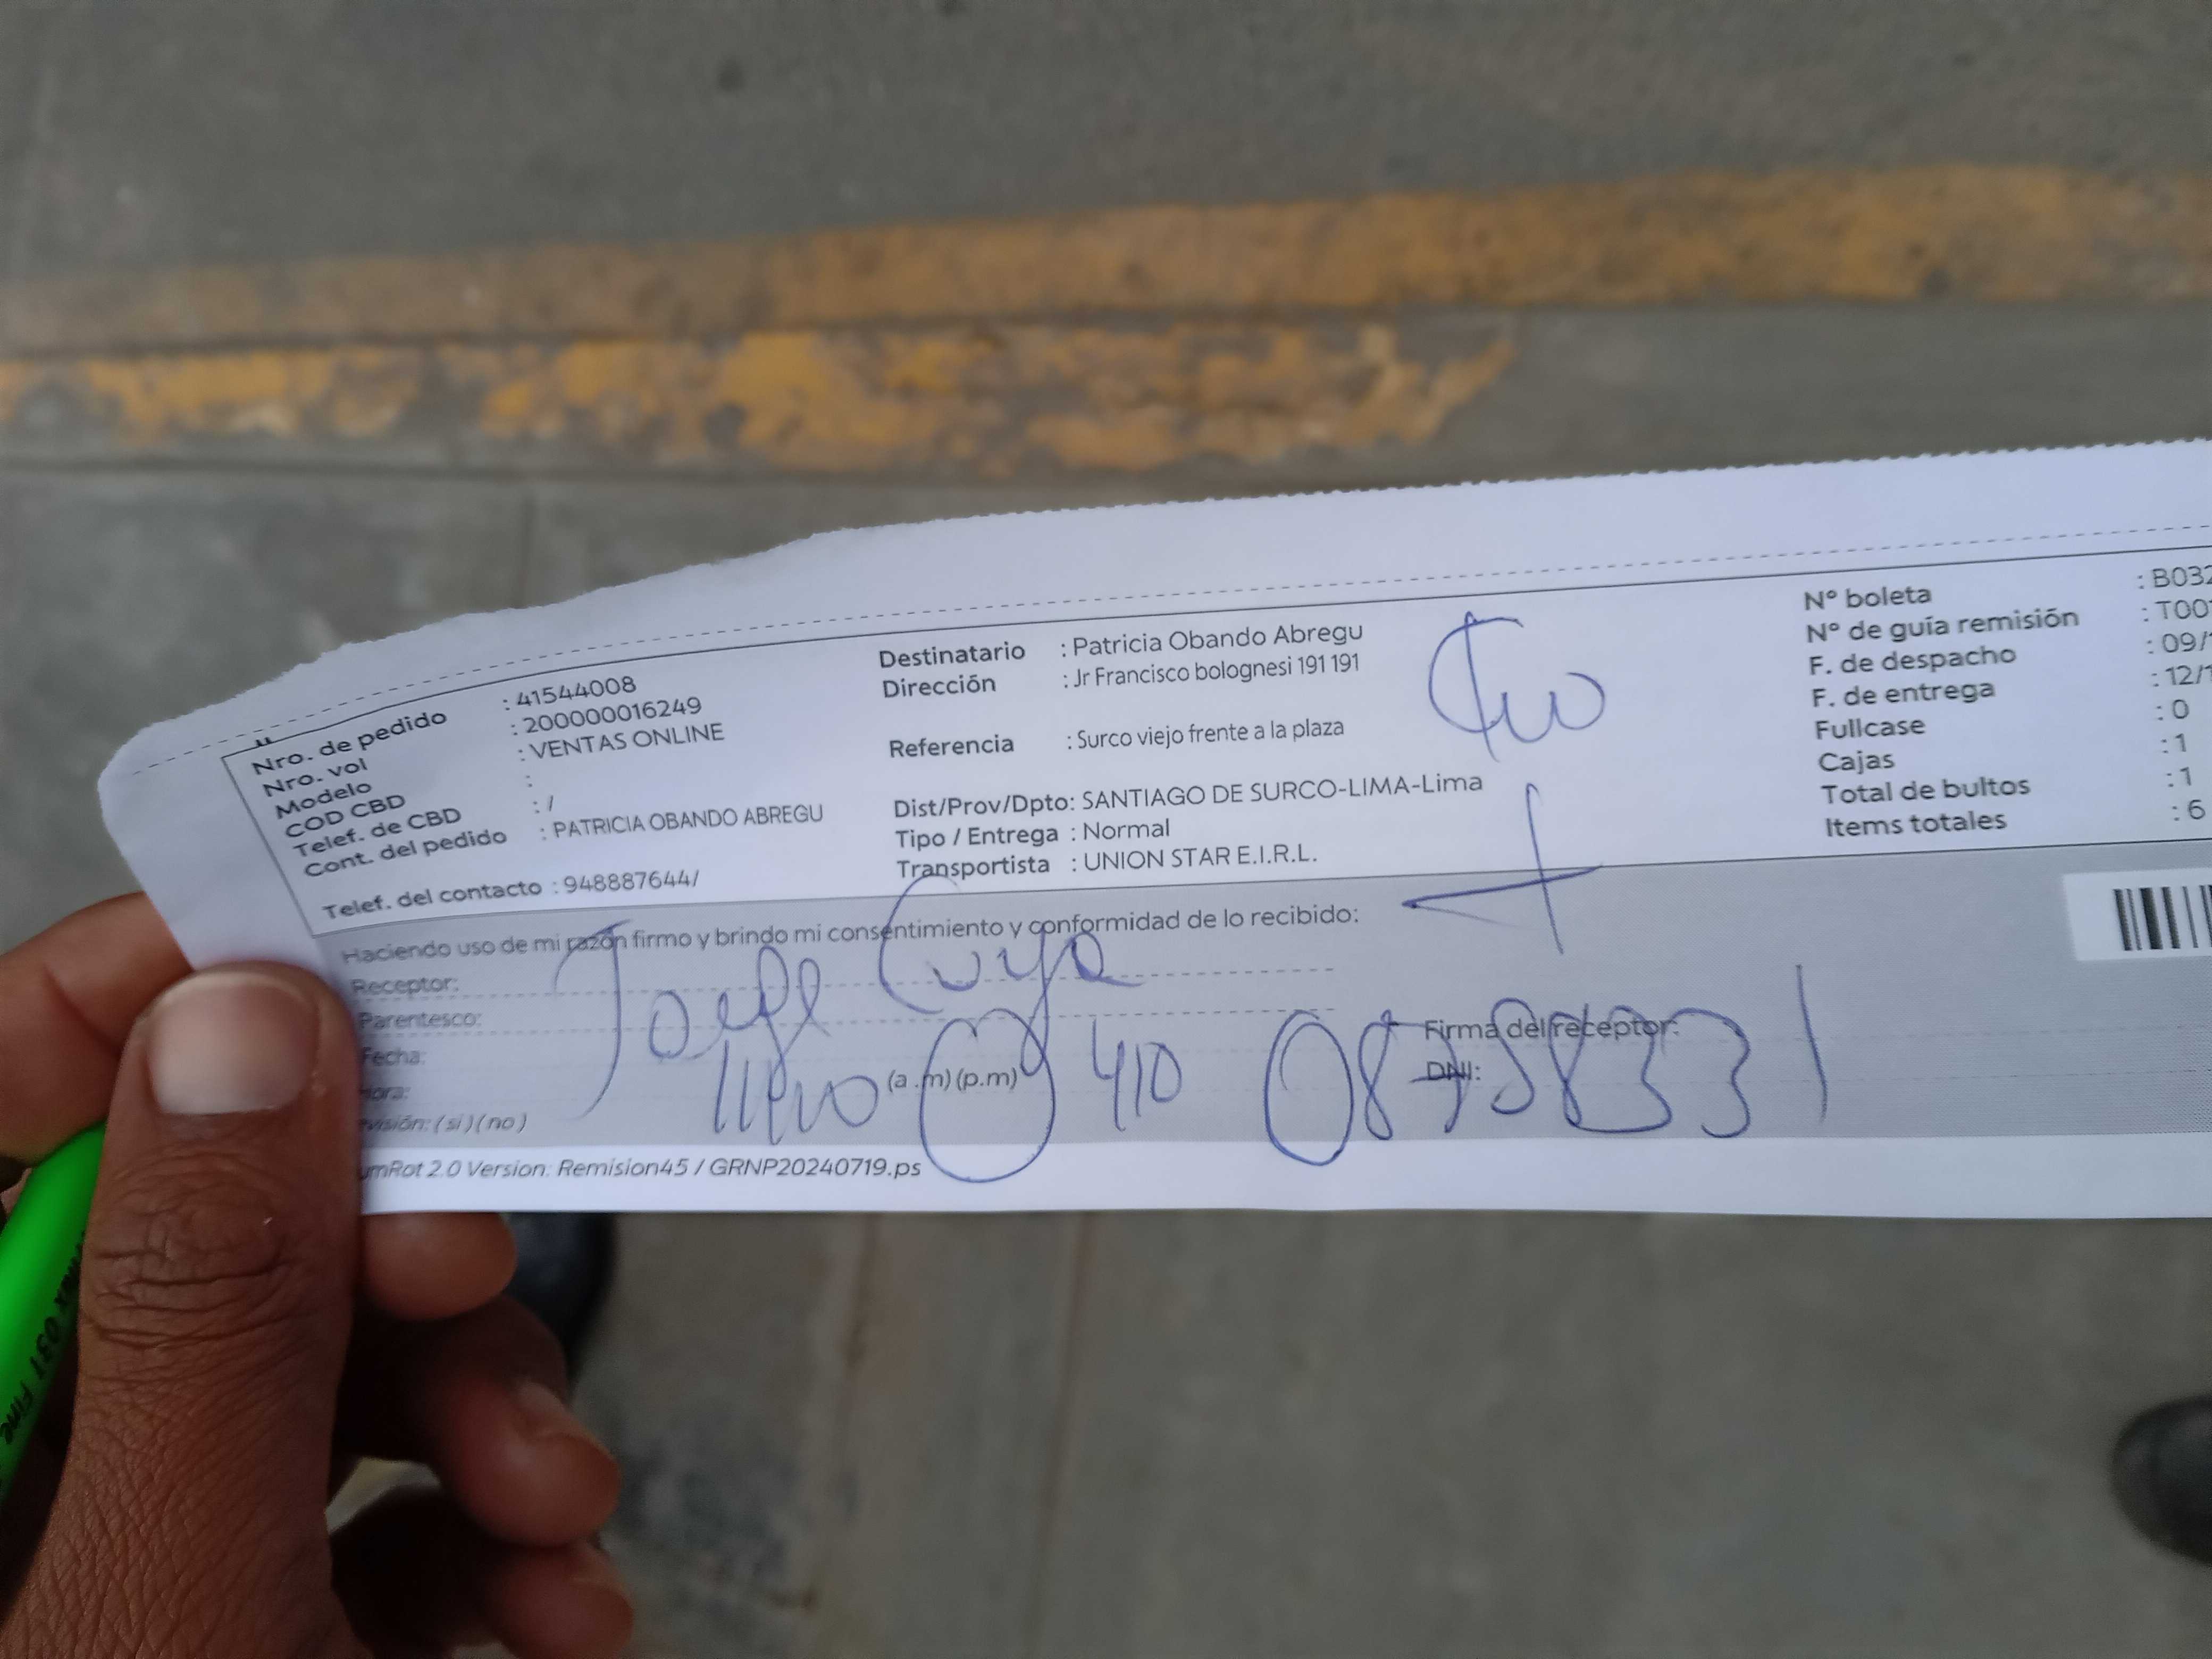 Nro. de pedido : 41544008
Nro. vol : 200000016249
Modelo : VENTAS ONLINE
COD CBD :
Telef. de CBD : /
Cont. del pedido : PATRICIA OBANDO ABREGU
Telef. del contacto : 948887644/
Destinatario : Patricia Obando Abregu
Dirección : Jr Francisco bolognesi 191 191
Referencia : Surco viejo frente a la plaza
Dist/Prov/Dpto: SANTIAGO DE SURCO-LIMA-Lima
Tipo / Entrega : Normal
Transportista : UNION STAR E.I.R.L.
N° boleta : B032
N° de guía remisión : T00
F. de despacho : 09/
F. de entrega : 12/
Fullcase : 0
Cajas : 1
Total de bultos : 1
Items totales : 6
Haciendo uso de mi razón firmo y brindo mi consentimiento y conformidad de lo recibido:
Receptor:
Parentesco:
Fecha:
(a .m) (p.m) 410
(si) (no)
Firma del receptor:
DNI:
2.0 Version: Remision45 / GRNP20240719.ps